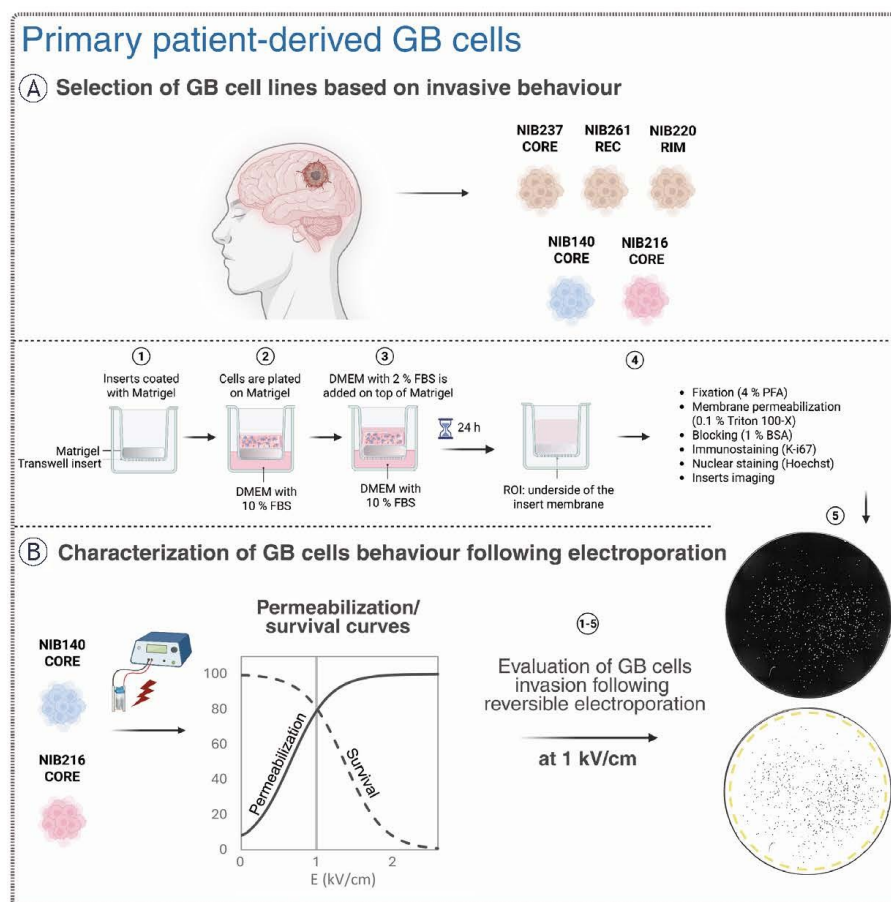 Primary patient-derived GB cells
A Selection of GB cell lines based on invasive behaviour
NIB237
CORE
NIB261
REC
NIB220
RIM
NIB140
CORE
NIB216
CORE
1
Inserts coated
with Matrigel
Matrigel
Transwell insert
2
Cells are plated
on Matrigel
DMEM with
10 % FBS
3
DMEM with 2 % FBS is
added on top of Matrigel
DMEM with
10 % FBS
24 h
4
ROI: underside of the
insert membrane
• Fixation (4 % PFA)
• Membrane permeabilization
(0.1 % Triton 100-X)
• Blocking (1 % BSA)
• Immunostaining (K-i67)
• Nuclear staining (Hoechst)
• Inserts imaging
5
B Characterization of GB cells behaviour following electroporation
NIB140
CORE
NIB216
CORE
Permeabilization/
survival curves
100
80
60
40
20
0
Permeabilization
Survival
0 1 2
E (kV/cm)
1-5
Evaluation of GB cells
invasion following
reversible electroporation
at 1 kV/cm